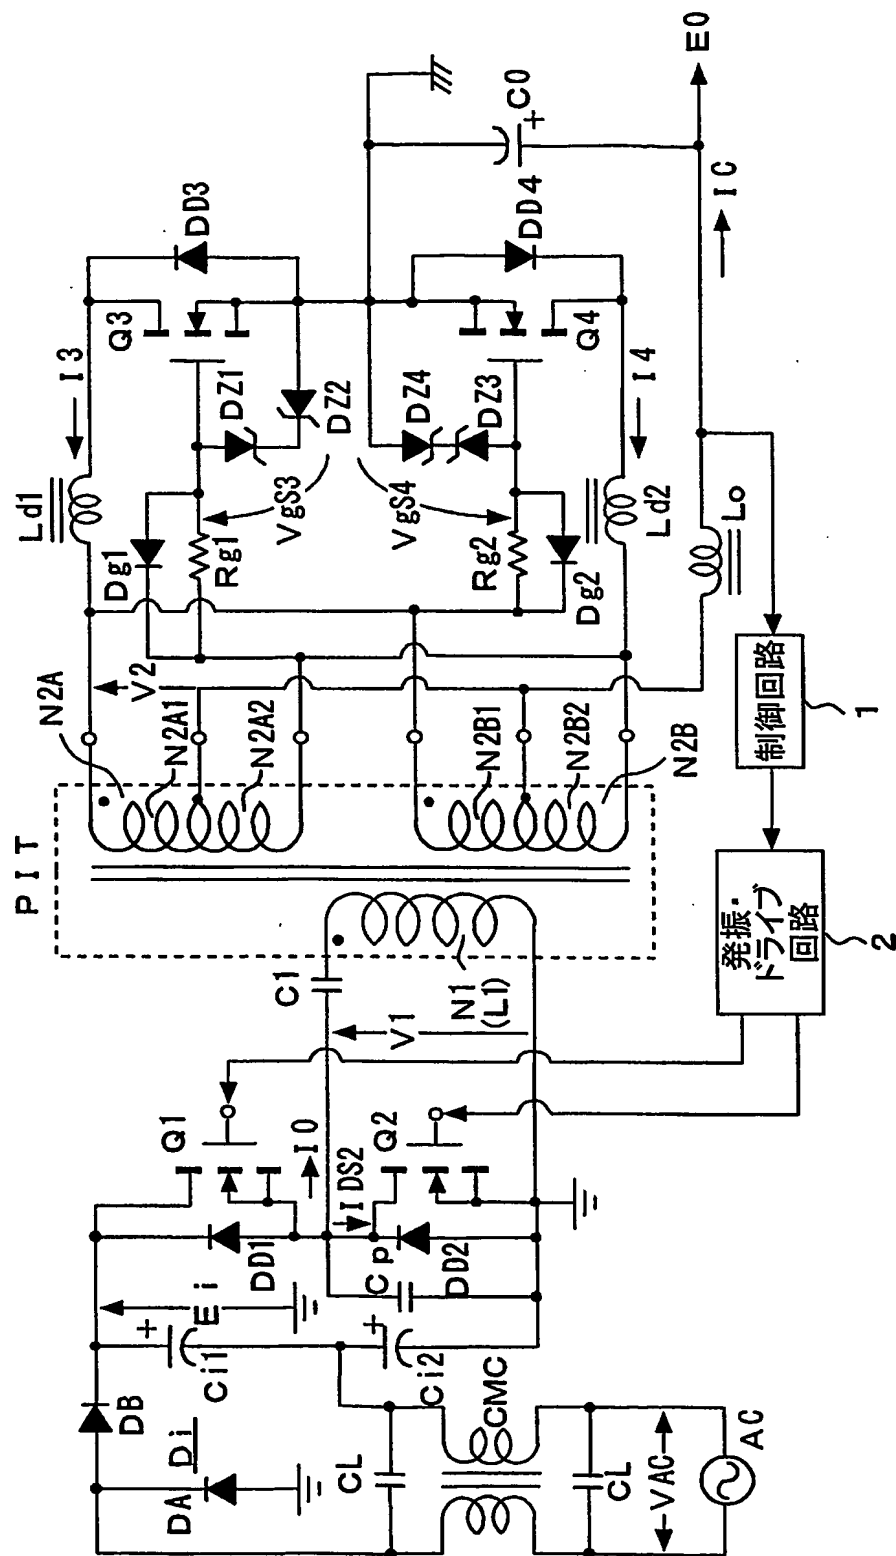 AC
VAC
CL
CMC
CL
DA
Di
DB
Ci1
+
Ci2
+
Ei
Cp
DD1
DD2
IDS2
I0
Q1
Q2
V1
C1
N1
(L1)
PIT
N2A
N2A1
N2A2
N2B1
N2B2
N2B
V2
Dg1
Rg1
Ld1
VgS3
I3
Q3
DD3
DZ1
DZ2
DZ4
DZ3
VgS4
Rg2
Dg2
Ld2
I4
Q4
DD4
C0
+
Lo
IC
E0
制御回路
1
発振・
ドライブ
回路
2